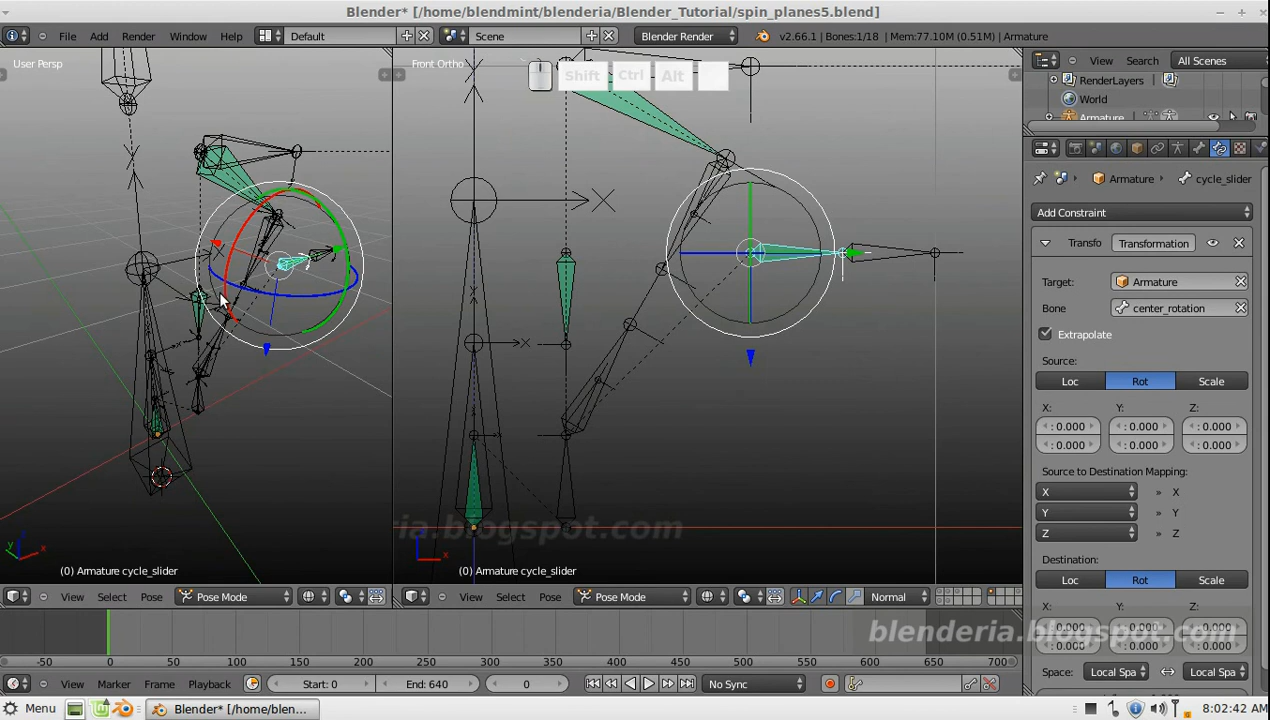 Blender* [/home/blendmint/blenderia/Blender_Tutorial/spin_planes5.blend]
File Add Render Window Help Default Scene Blender Render v2.66.1 | Bones:1/18 | Mem:77.10M (0.51M) | Armature
User Persp
Front Ortho
Shift Ctrl Alt
View Search All Scenes
RenderLayers
World
Armature
Armature cycle_slider
Add Constraint
Transfo Transformation
Target: Armature
Bone: center_rotation
Extrapolate
Source:
Loc Rot Scale
X: Y: Z:
: 0.000 : 0.000 : 0.000
: 0.000 : 0.000 : 0.000
Source to Destination Mapping:
X » X
Y » Y
Z » Z
Destination:
Loc Rot Scale
X: Y: Z:
: 0.000 : 0.000 : 0.000
: 0.000 : 0.000 : 0.000
Space: Local Spa Local Spa
ria.blogspot.com
blenderia.blogspot.com
(0) Armature cycle_slider
(0) Armature cycle_slider
View Select Pose Pose Mode
View Select Pose Pose Mode Normal
-50 0 50 100 150 200 250 300 350 400 450 500 550 600 650 700
View Marker Frame Playback Start: 0 End: 640 0 No Sync
Menu Blender* [/home/blen... 8:02:42 AM